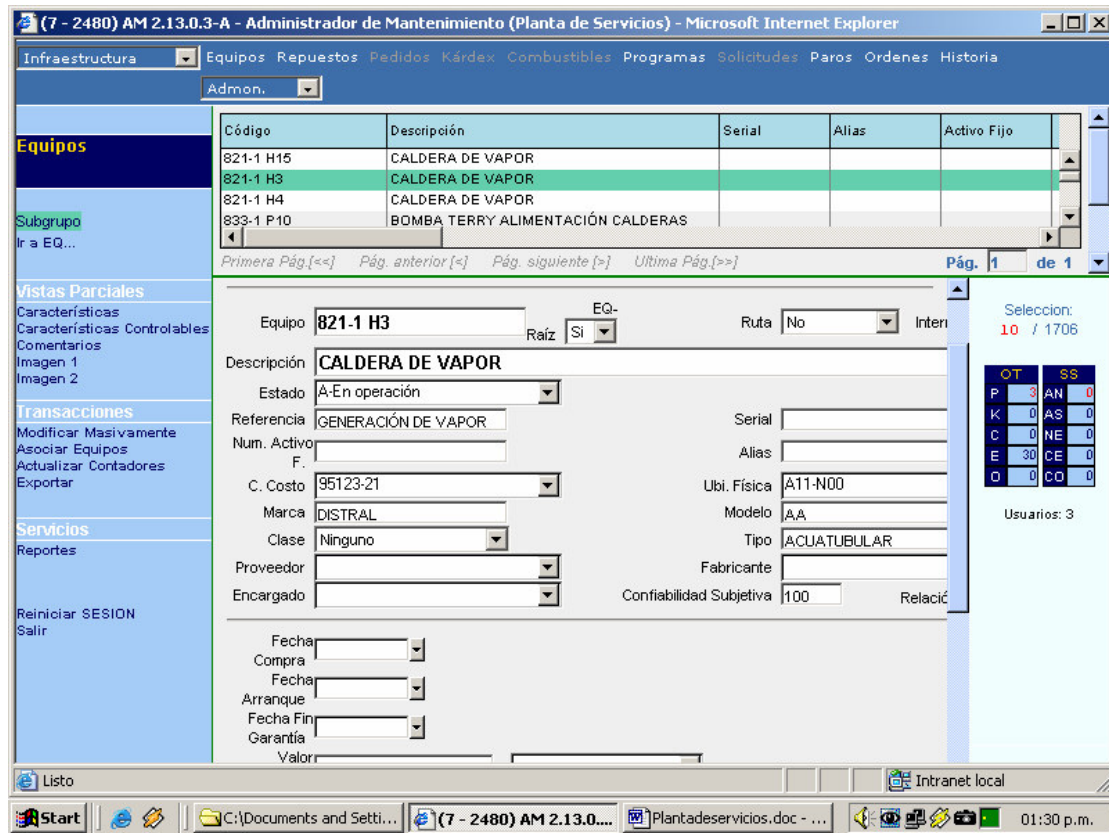 (7 - 2480) AM 2.13.0.3-A - Administrador de Mantenimiento (Planta de Servicios) - Microsoft Internet Explorer
Infraestructura Equipos Repuestos Pedidos Kárdex Combustibles Programas Solicitudes Paros Ordenes Historia
Admon.
Equipos
Subgrupo
Ir a EQ...
Vistas Parciales
Características
Características Controlables
Comentarios
Imagen 1
Imagen 2
Transacciones
Modificar Masivamente
Asociar Equipos
Actualizar Contadores
Exportar
Servicios
Reportes
Reiniciar SESION
Salir
Código Descripción Serial Alias Activo Fijo
821-1 H15 CALDERA DE VAPOR
821-1 H3 CALDERA DE VAPOR
821-1 H4 CALDERA DE VAPOR
833-1 P10 BOMBA TERRY ALIMENTACIÓN CALDERAS
Primera Pág.[<<] Pág. anterior [<] Pág. siguiente [>] Ultima Pág.[>>] Pág. 1 de 1
Equipo 821-1 H3 EQ-Raíz Si Ruta No Intern
Descripción CALDERA DE VAPOR
Estado A-En operación
Referencia GENERACIÓN DE VAPOR Serial
Num. Activo F. Alias
C. Costo 95123-21 Ubi. Física A11-N00
Marca DISTRAL Modelo AA
Clase Ninguno Tipo ACUATUBULAR
Proveedor Fabricante
Encargado Confiabilidad Subjetiva 100 Relació
Fecha Compra
Fecha Arranque
Fecha Fin Garantía
Valor
Seleccion:
10 / 1706
OT SS
P 3 AN 0
K 0 AS 0
C 0 NE 0
E 30 CE 0
O 0 CO 0
Usuarios: 3
Listo Intranet local
Start C:\Documents and Setti... (7 - 2480) AM 2.13.0.... Plantadeservicios.doc - ... 01:30 p.m.